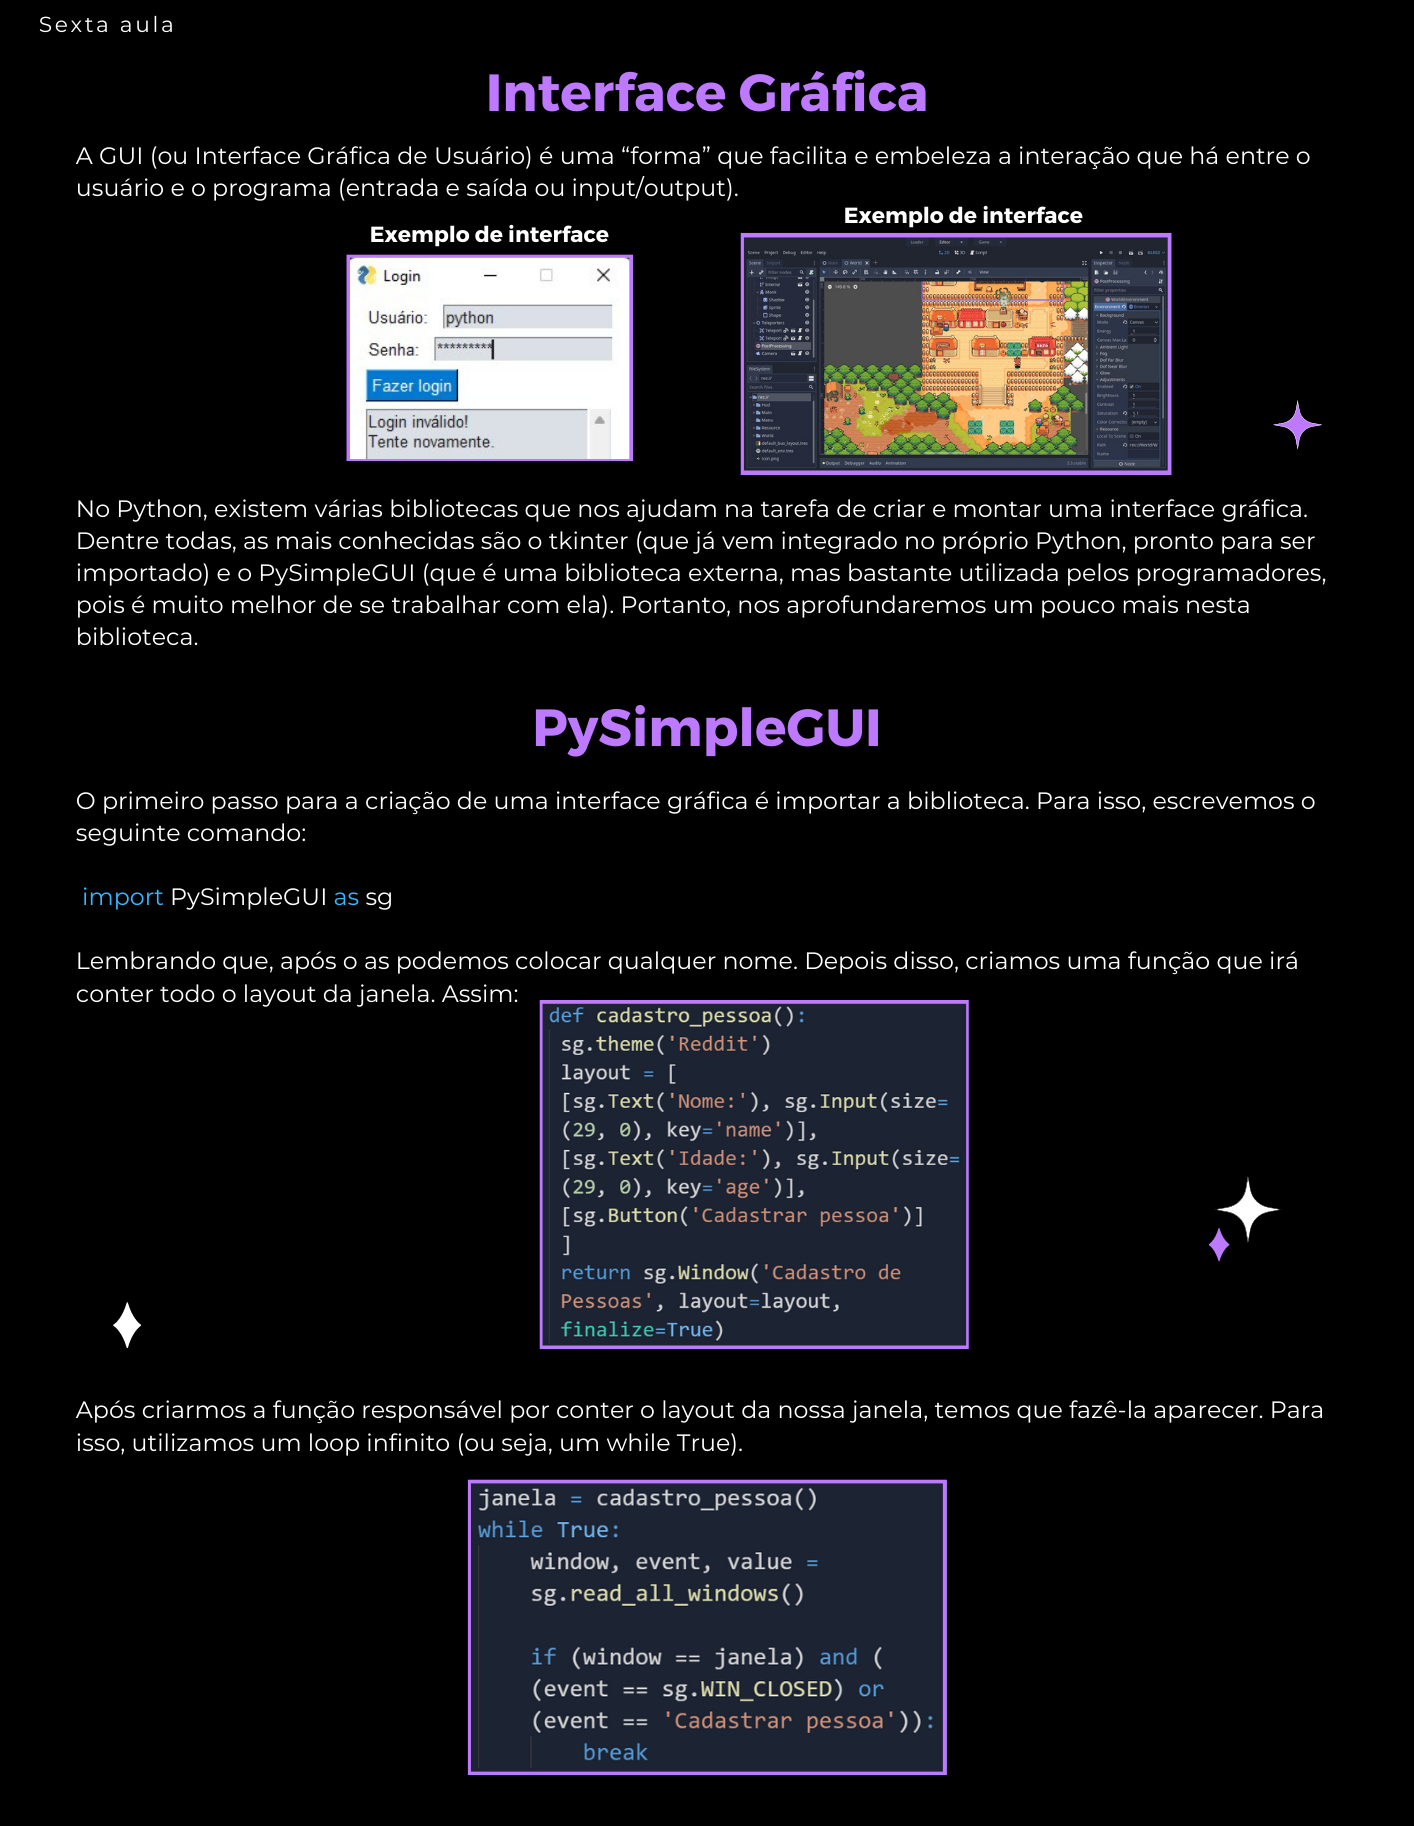 Sexta aula
Interface Gráfica
A GUI (ou Interface Gráfica de Usuário) é uma “forma” que facilita e embeleza a interação que há entre o
usuário e o programa (entrada e saída ou input/output).
Exemplo de interface
Login
Usuário: python
Senha: *********
Fazer login
Login inválido!
Tente novamente.
Exemplo de interface
Scene Project Debug Editor Help
No Python, existem várias bibliotecas que nos ajudam na tarefa de criar e montar uma interface gráfica.
Dentre todas, as mais conhecidas são o tkinter (que já vem integrado no próprio Python, pronto para ser
importado) e o PySimpleGUI (que é uma biblioteca externa, mas bastante utilizada pelos programadores,
pois é muito melhor de se trabalhar com ela). Portanto, nos aprofundaremos um pouco mais nesta
biblioteca.
PySimpleGUI
O primeiro passo para a criação de uma interface gráfica é importar a biblioteca. Para isso, escrevemos o
seguinte comando:
import PySimpleGUI as sg
Lembrando que, após o as podemos colocar qualquer nome. Depois disso, criamos uma função que irá
conter todo o layout da janela. Assim:
def cadastro_pessoa():
sg.theme('Reddit')
layout = [
[sg.Text('Nome:'), sg.Input(size=
(29, 0), key='name')],
[sg.Text('Idade:'), sg.Input(size=
(29, 0), key='age')],
[sg.Button('Cadastrar pessoa')]
]
return sg.Window('Cadastro de
Pessoas', layout=layout,
finalize=True)
Após criarmos a função responsável por conter o layout da nossa janela, temos que fazê-la aparecer. Para
isso, utilizamos um loop infinito (ou seja, um while True).
janela = cadastro_pessoa()
while True:
window, event, value =
sg.read_all_windows()
if (window == janela) and (
(event == sg.WIN_CLOSED) or
(event == 'Cadastrar pessoa')):
break